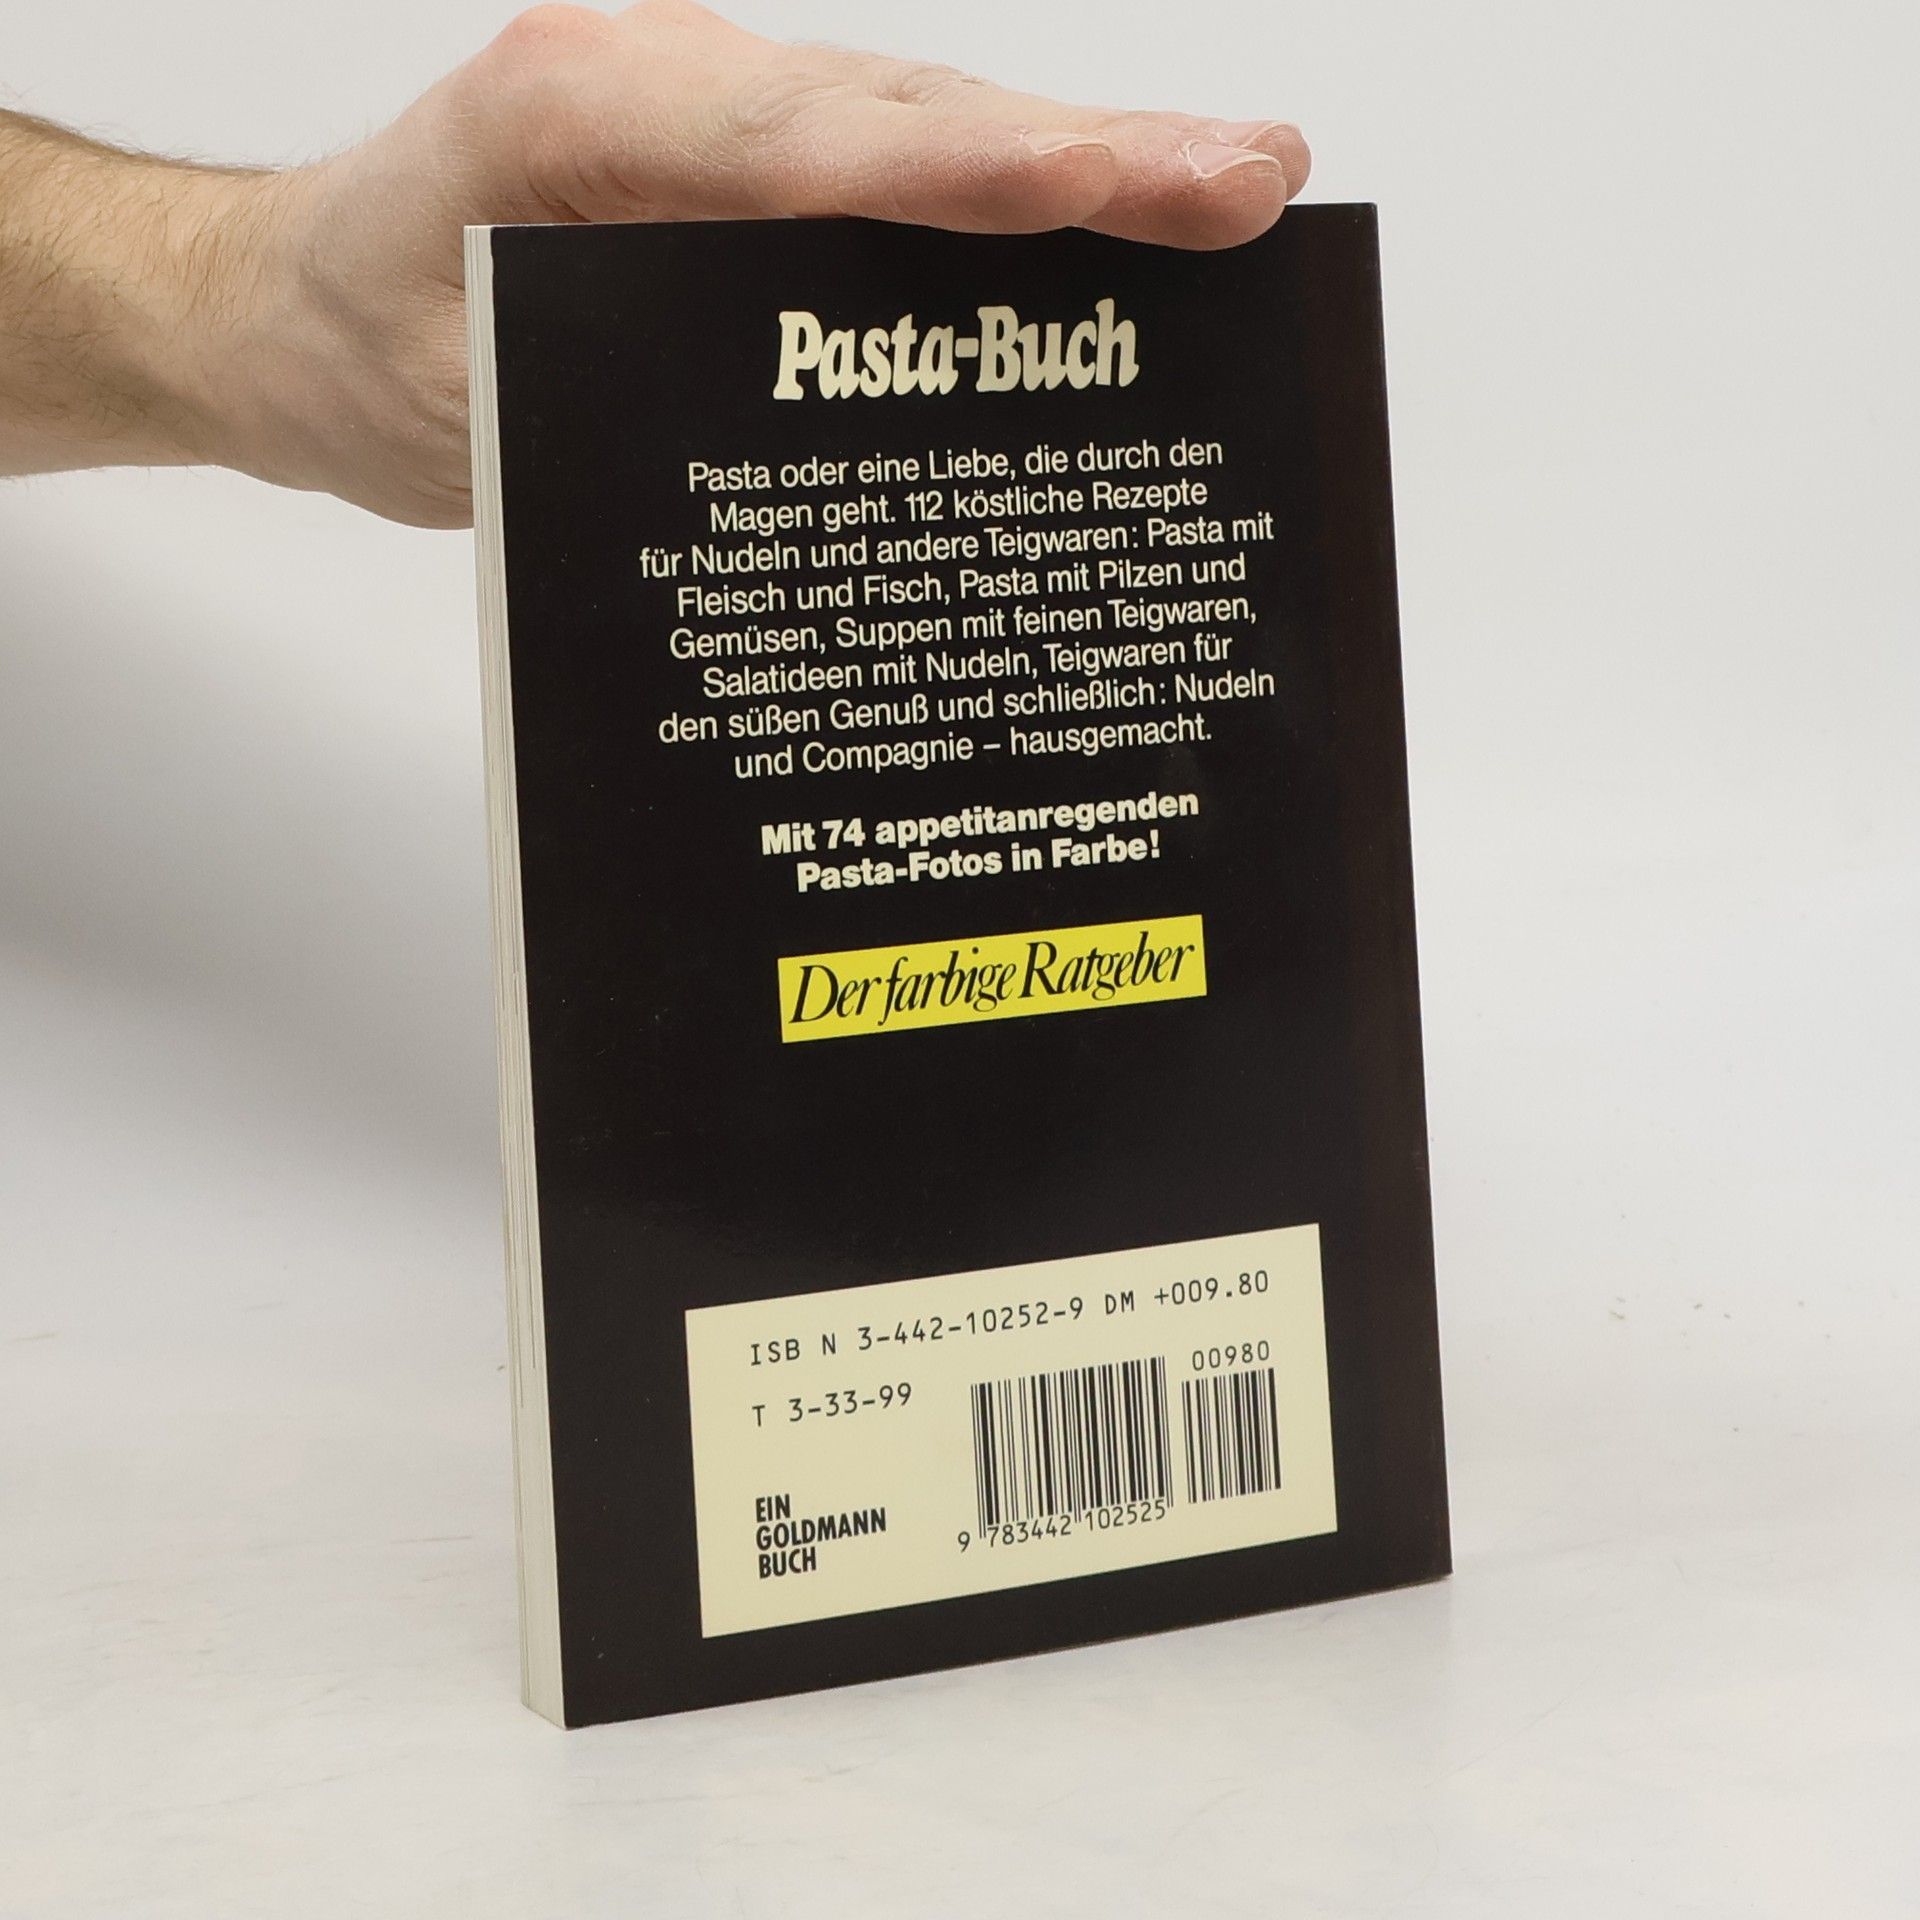 Pasta-Buch
Pasta oder eine Liebe, die durch den
Magen geht. 112 köstliche Rezepte
für Nudeln und andere Teigwaren: Pasta mit
Fleisch und Fisch, Pasta mit Pilzen und
Gemüsen, Suppen mit feinen Teigwaren,
Salatideen mit Nudeln, Teigwaren für
den süßen Genuß und schließlich: Nudeln
und Compagnie – hausgemacht.
Mit 74 appetitanregenden
Pasta-Fotos in Farbe!
Der farbige Ratgeber
ISB N 3-442-10252-9 DM +009.80
T 3-33-99
00980
9 783442 102525
EIN
GOLDMANN
BUCH